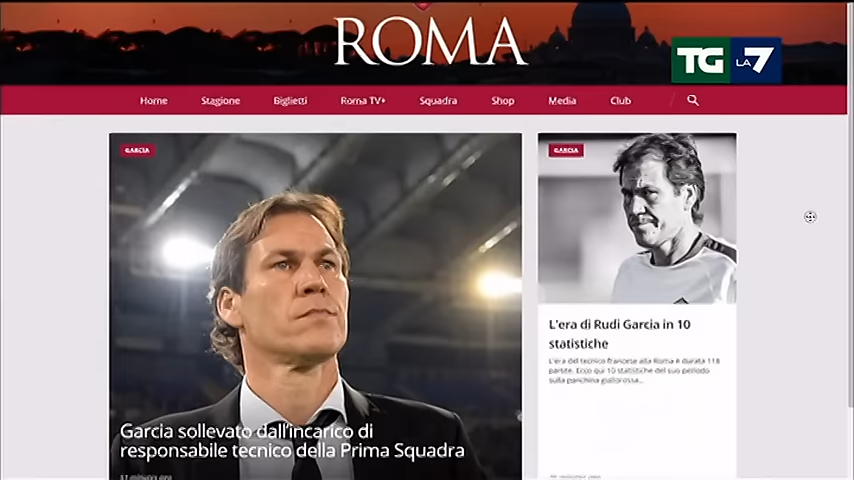 ROMA
TG LA 7
Home Stagione Biglietti Roma TV+ Squadra Shop Media Club
GARCIA
Garcia sollevato dall'incarico di
responsabile tecnico della Prima Squadra
GARCIA
L'era di Rudi Garcia in 10
statistiche
L'era del tecnico francese alla Roma è durata 118
partite. Ecco qui 10 statistiche del suo periodo
sulla panchina giallorossa...